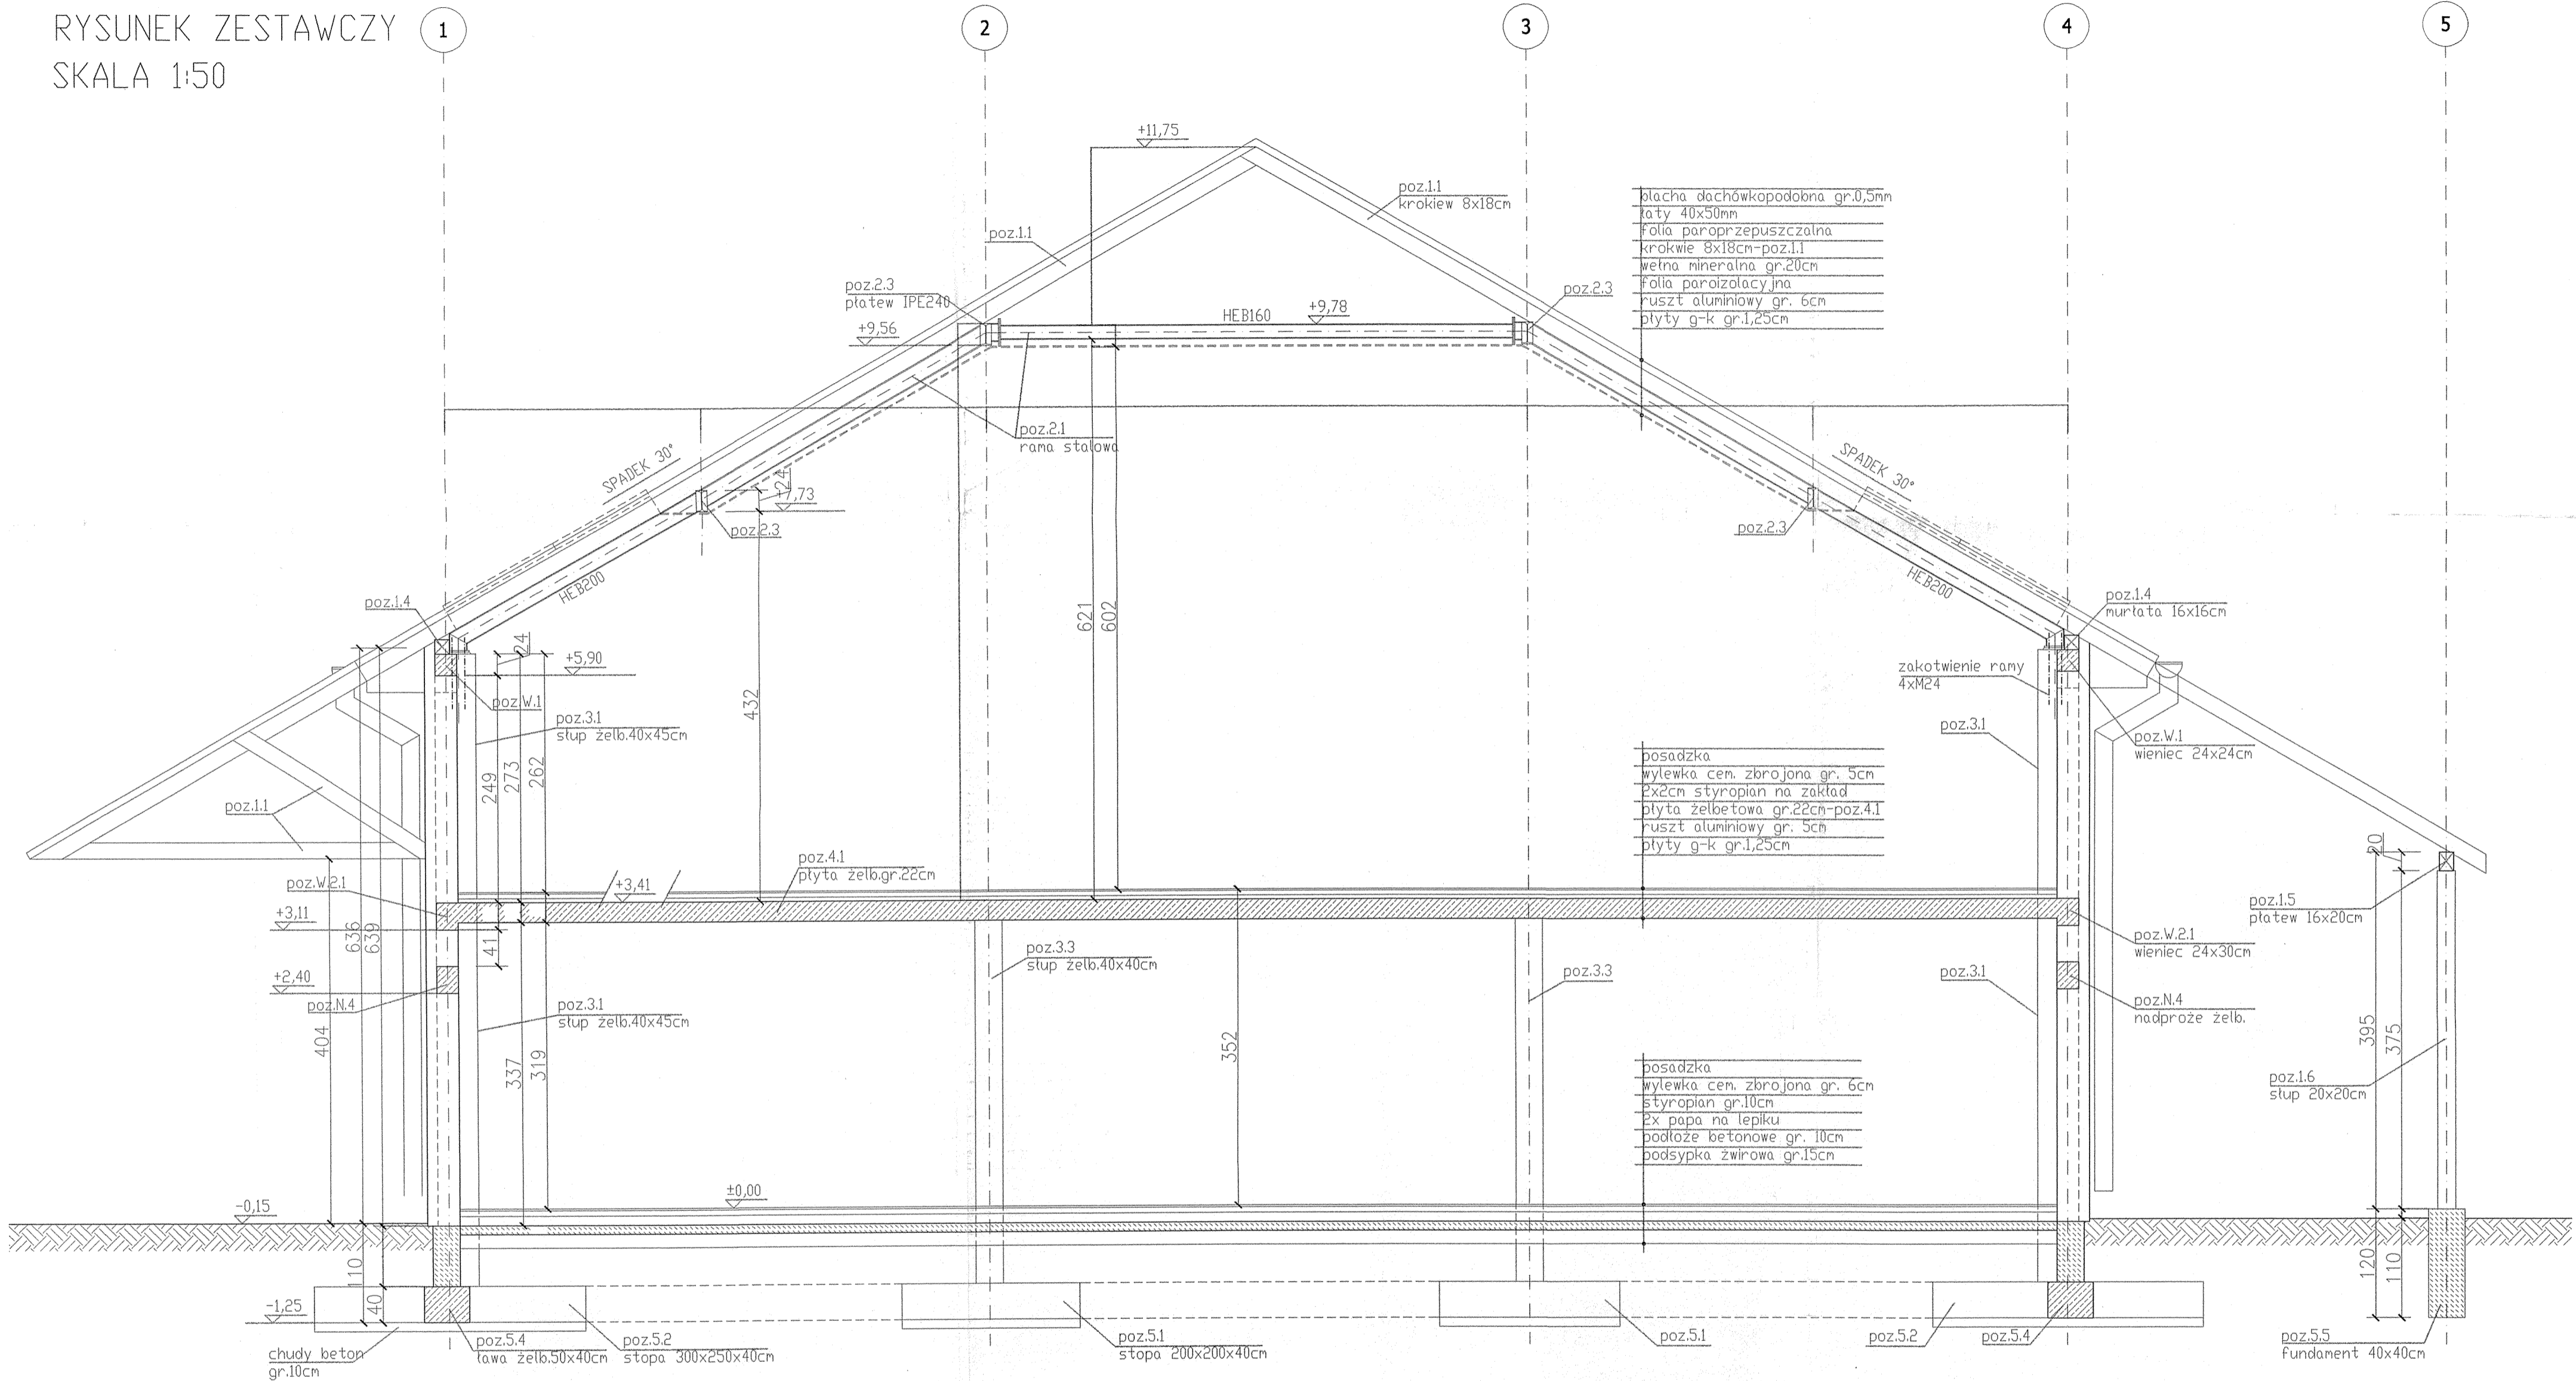 RYSUNEK ZESTAWCZY
SKALA 1:50
1
2
3
4
5
+11,75
poz.1.1
krokiew 8x18cm
poz.1.1
blacha dachówkopodobna gr.0,5mm
łaty 40x50mm
folia paroprzepuszczalna
krokwie 8x18cm-poz.1.1
wełna mineralna gr.20cm
folia paroizolacyjna
ruszt aluminiowy gr. 6cm
płyty g-k gr.1,25cm
poz.2.3
płatew IPE240
+9,56
HEB160
+9,78
poz.2.3
poz.2.1
rama stalowa
SPADEK 30°
24
+7,73
poz.2.3
SPADEK 30°
poz.2.3
HEB200
HEB200
poz.1.4
poz.1.4
murłata 16x16cm
24
+5,90
621
602
432
zakotwienie ramy
4xM24
poz.W.1
poz.3.1
słup żelb.40x45cm
poz.3.1
poz.W.1
wieniec 24x24cm
249
273
262
posadzka
wylewka cem. zbrojona gr. 5cm
2x2cm styropian na zakład
płyta żelbetowa gr.22cm-poz.4.1
ruszt aluminiowy gr. 5cm
płyty g-k gr.1,25cm
poz.1.1
poz.4.1
płyta żelb.gr.22cm
20
poz.W.2.1
+3,41
+3,11
636
639
41
poz.1.5
płatew 16x20cm
poz.W.2.1
wieniec 24x30cm
poz.3.3
słup żelb.40x40cm
poz.3.3
poz.3.1
+2,40
poz.N.4
poz.N.4
nadproże żelb.
poz.3.1
słup żelb.40x45cm
404
337
319
352
395
375
posadzka
wylewka cem. zbrojona gr. 6cm
styropian gr.10cm
2x papa na lepiku
podłoże betonowe gr. 10cm
podsypka żwirowa gr.15cm
poz.1.6
słup 20x20cm
±0,00
-0,15
110
40
120
110
-1,25
chudy beton
gr.10cm
poz.5.4
ława żelb.50x40cm
poz.5.2
stopa 300x250x40cm
poz.5.1
stopa 200x200x40cm
poz.5.1
poz.5.2
poz.5.4
poz.5.5
fundament 40x40cm